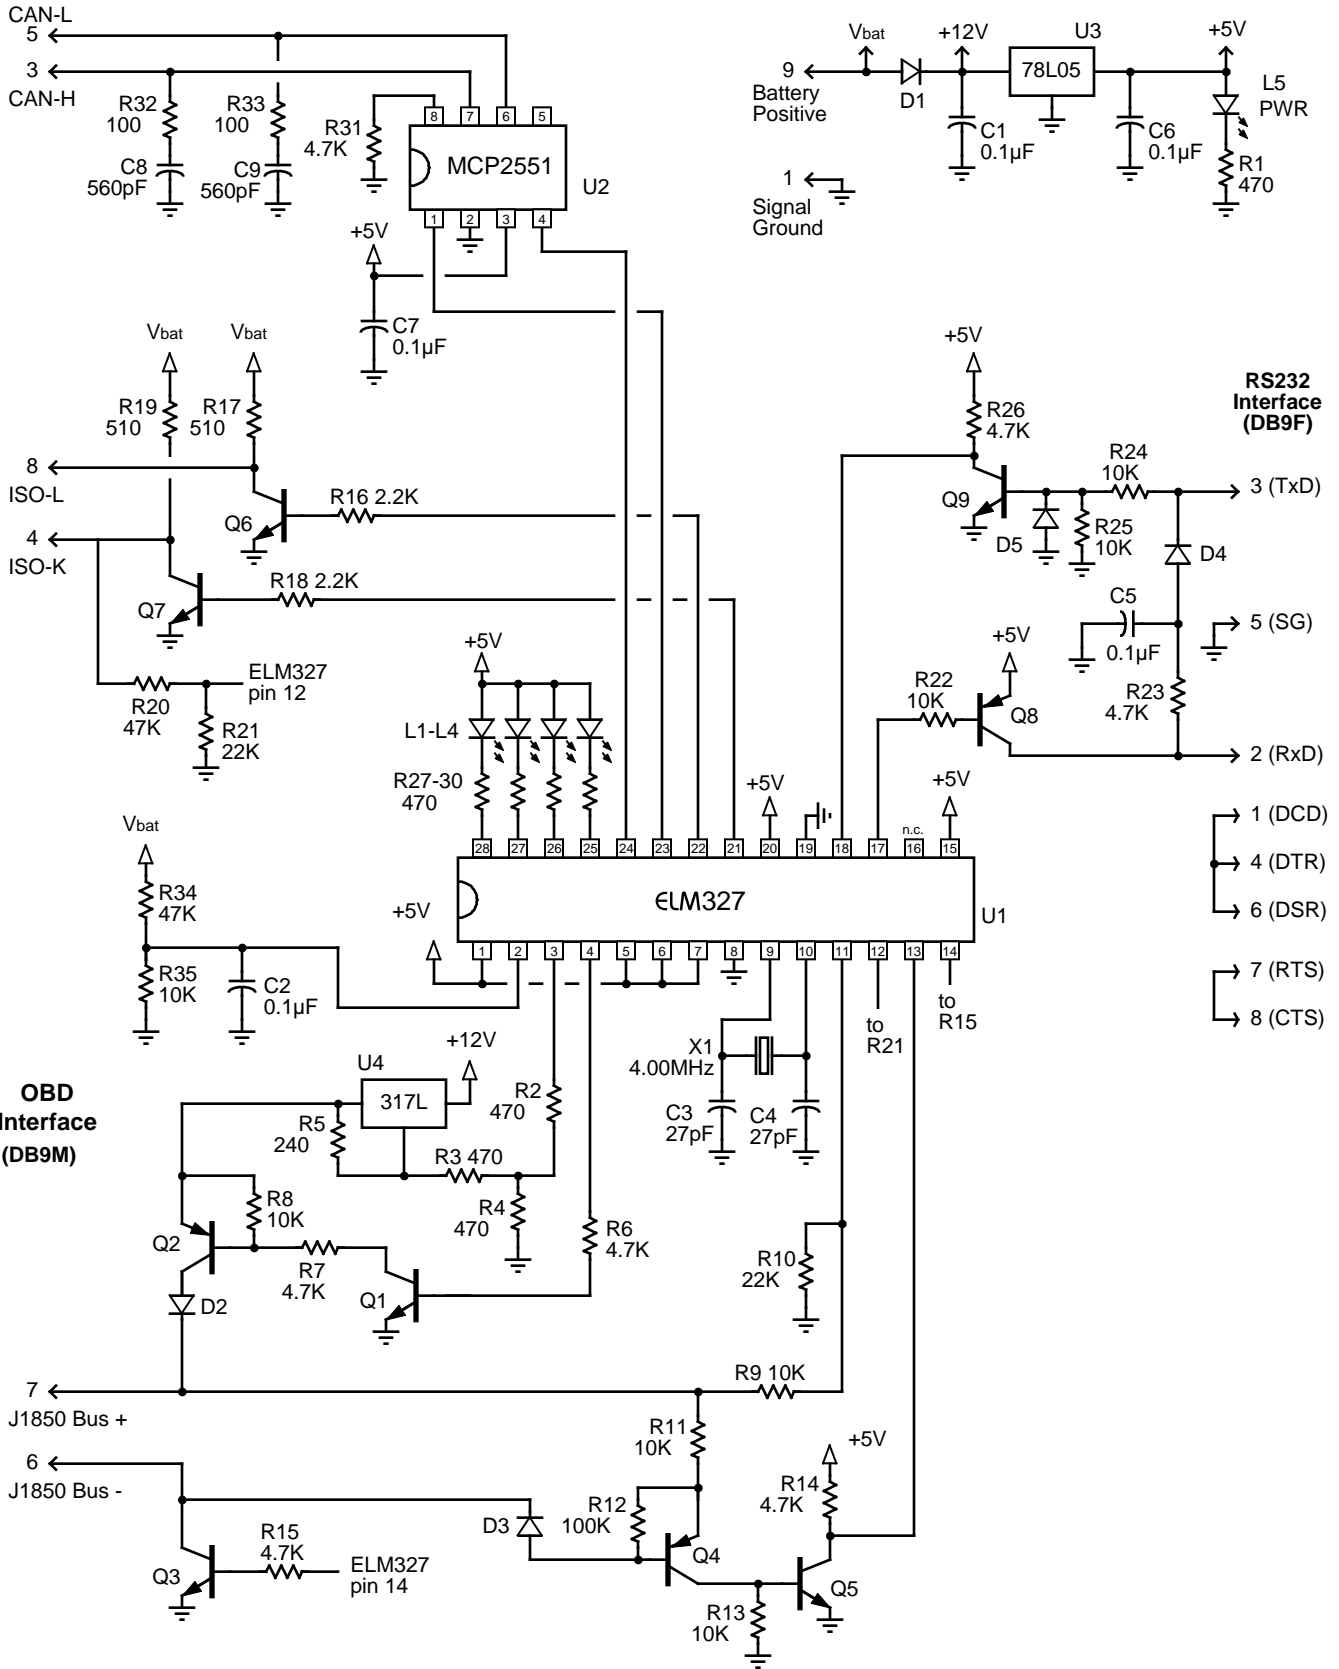 CAN-L
5
3
CAN-H
R32
100
R33
100
C8
560pF
C9
560pF
R31
4.7K
8 7 6 5
MCP2551
U2
1 2 3 4
+5V
C7
0.1µF
Vbat
+12V
U3
+5V
9
Battery
Positive
D1
78L05
L5
PWR
C1
0.1µF
C6
0.1µF
R1
470
1
Signal
Ground
Vbat
Vbat
R19
510
R17
510
8
ISO-L
4
ISO-K
Q6
R16 2.2K
Q7
R18 2.2K
R20
47K
ELM327
pin 12
R21
22K
+5V
R26
4.7K
RS232
Interface
(DB9F)
R24
10K
3 (TxD)
Q9
D5
R25
10K
D4
C5
0.1µF
5 (SG)
+5V
R22
10K
Q8
R23
4.7K
2 (RxD)
1 (DCD)
4 (DTR)
6 (DSR)
7 (RTS)
8 (CTS)
+5V
L1-L4
R27-30
470
+5V
+5V
n.c.
28 27 26 25 24 23 22 21 20 19 18 17 16 15
ELM327
U1
+5V
1 2 3 4 5 6 7 8 9 10 11 12 13 14
Vbat
R34
47K
R35
10K
C2
0.1µF
to
R21
to
R15
X1
4.00MHz
C3
27pF
C4
27pF
OBD
Interface
(DB9M)
U4
+12V
317L
R5
240
R2
470
R3 470
R4
470
R8
10K
Q2
R7
4.7K
Q1
R6
4.7K
D2
R10
22K
7
J1850 Bus +
R9 10K
R11
10K
6
J1850 Bus -
+5V
R14
4.7K
D3
R12
100K
R15
4.7K
ELM327
pin 14
Q3
Q4
Q5
R13
10K